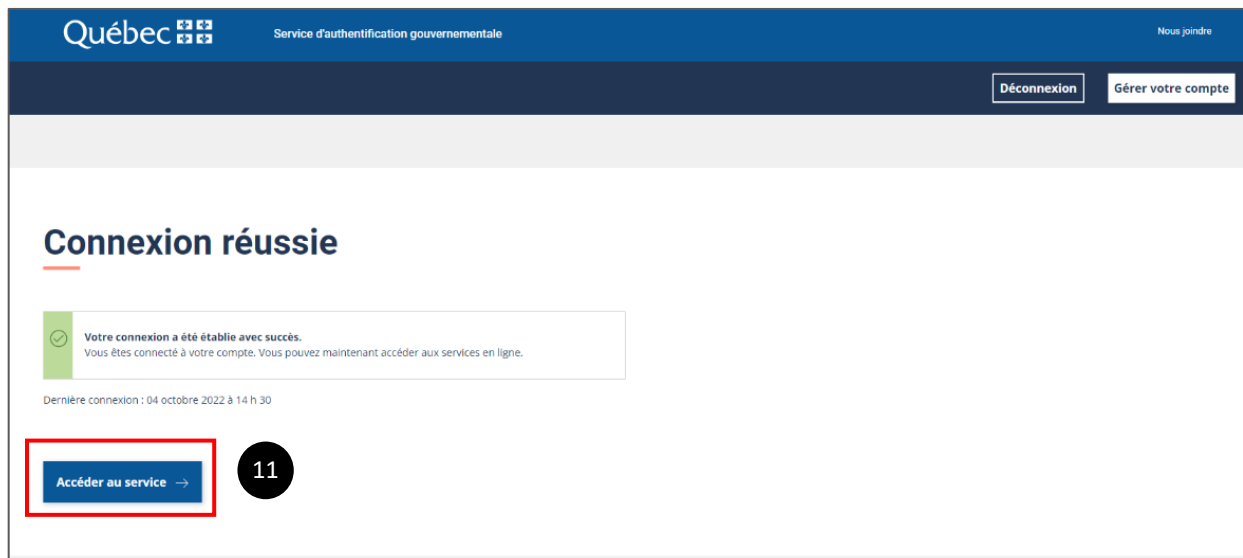 Québec
Service d'authentification gouvernementale
Nous joindre
Déconnexion
Gérer votre compte
Connexion réussie
Votre connexion a été établie avec succès.
Vous êtes connecté à votre compte. Vous pouvez maintenant accéder aux services en ligne.
Dernière connexion : 04 octobre 2022 à 14 h 30
Accéder au service →
11